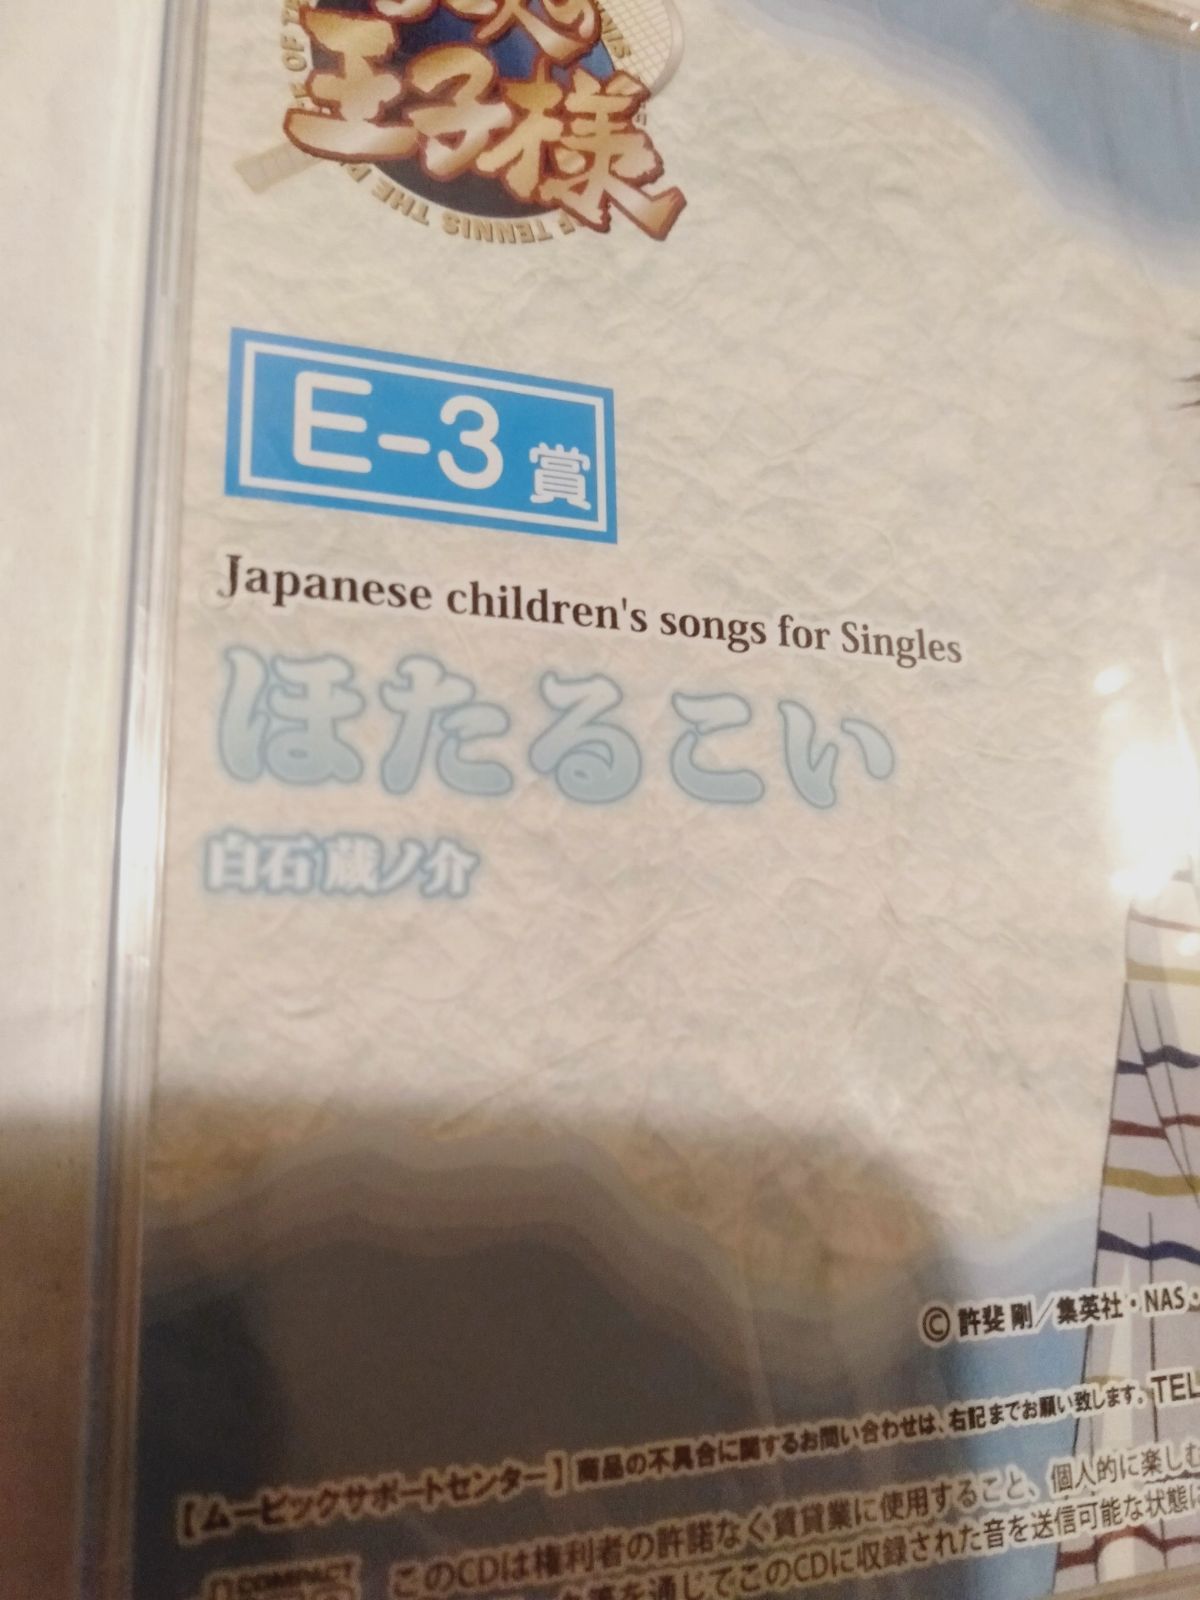 王子様
TENNIS THE
E-3 賞
Japanese children's songs for Singles
ほたるこい
白石 蔵ノ介
© 許斐 剛／集英社・NAS・
【ムービックサポートセンター】商品の不具合に関するお問い合わせは、右記までお願い致します。TEL
このCDは権利者の許諾なく賃貸業に使用すること、個人的に楽しむ
を通じてこのCDに収録された音を送信可能な状態に
COMPACT